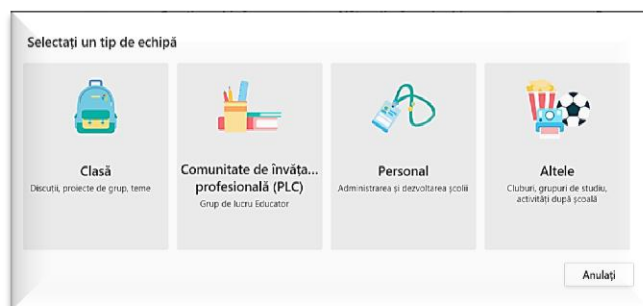 Selectați un tip de echipă
Clasă
Discuții, proiecte de grup, teme
Comunitate de învăța...
profesională (PLC)
Grup de lucru Educator
Personal
Administrarea și dezvoltarea școlii
Altele
Cluburi, grupuri de studiu,
activități după școală
Anulați